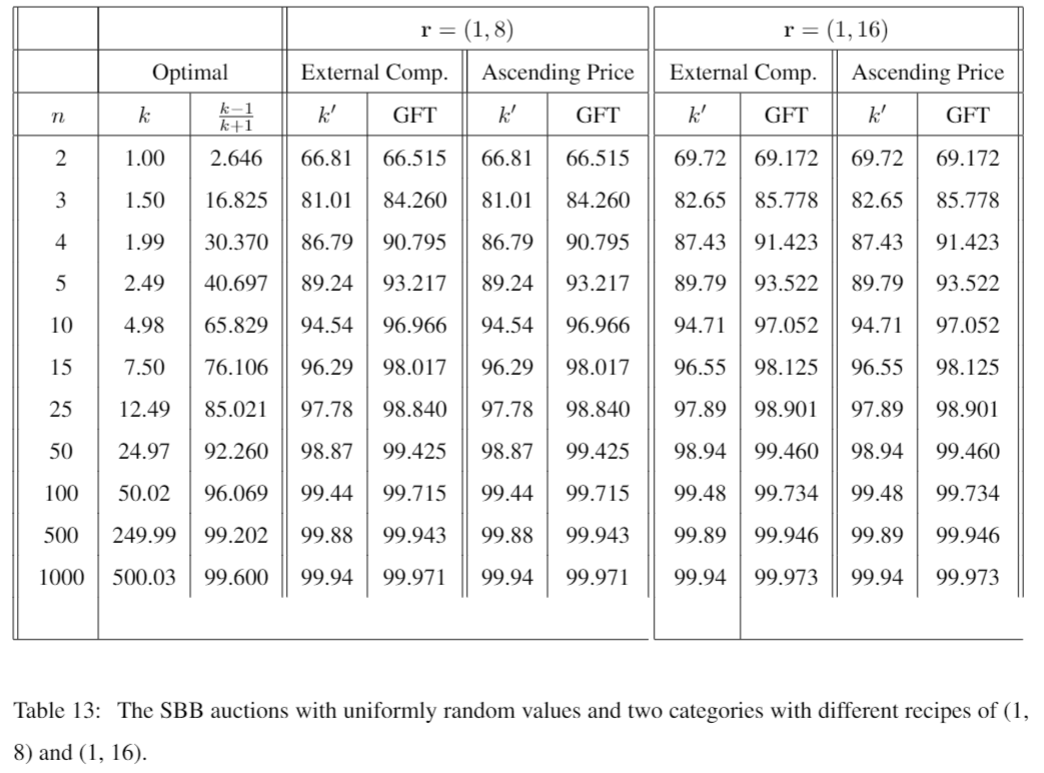 r = (1, 8) r = (1, 16)
Optimal External Comp. Ascending Price External Comp. Ascending Price
n k k−1/k+1 k′ GFT k′ GFT k′ GFT k′ GFT
2 1.00 2.646 66.81 66.515 66.81 66.515 69.72 69.172 69.72 69.172
3 1.50 16.825 81.01 84.260 81.01 84.260 82.65 85.778 82.65 85.778
4 1.99 30.370 86.79 90.795 86.79 90.795 87.43 91.423 87.43 91.423
5 2.49 40.697 89.24 93.217 89.24 93.217 89.79 93.522 89.79 93.522
10 4.98 65.829 94.54 96.966 94.54 96.966 94.71 97.052 94.71 97.052
15 7.50 76.106 96.29 98.017 96.29 98.017 96.55 98.125 96.55 98.125
25 12.49 85.021 97.78 98.840 97.78 98.840 97.89 98.901 97.89 98.901
50 24.97 92.260 98.87 99.425 98.87 99.425 98.94 99.460 98.94 99.460
100 50.02 96.069 99.44 99.715 99.44 99.715 99.48 99.734 99.48 99.734
500 249.99 99.202 99.88 99.943 99.88 99.943 99.89 99.946 99.89 99.946
1000 500.03 99.600 99.94 99.971 99.94 99.971 99.94 99.973 99.94 99.973
Table 13: The SBB auctions with uniformly random values and two categories with different recipes of (1,
8) and (1, 16).